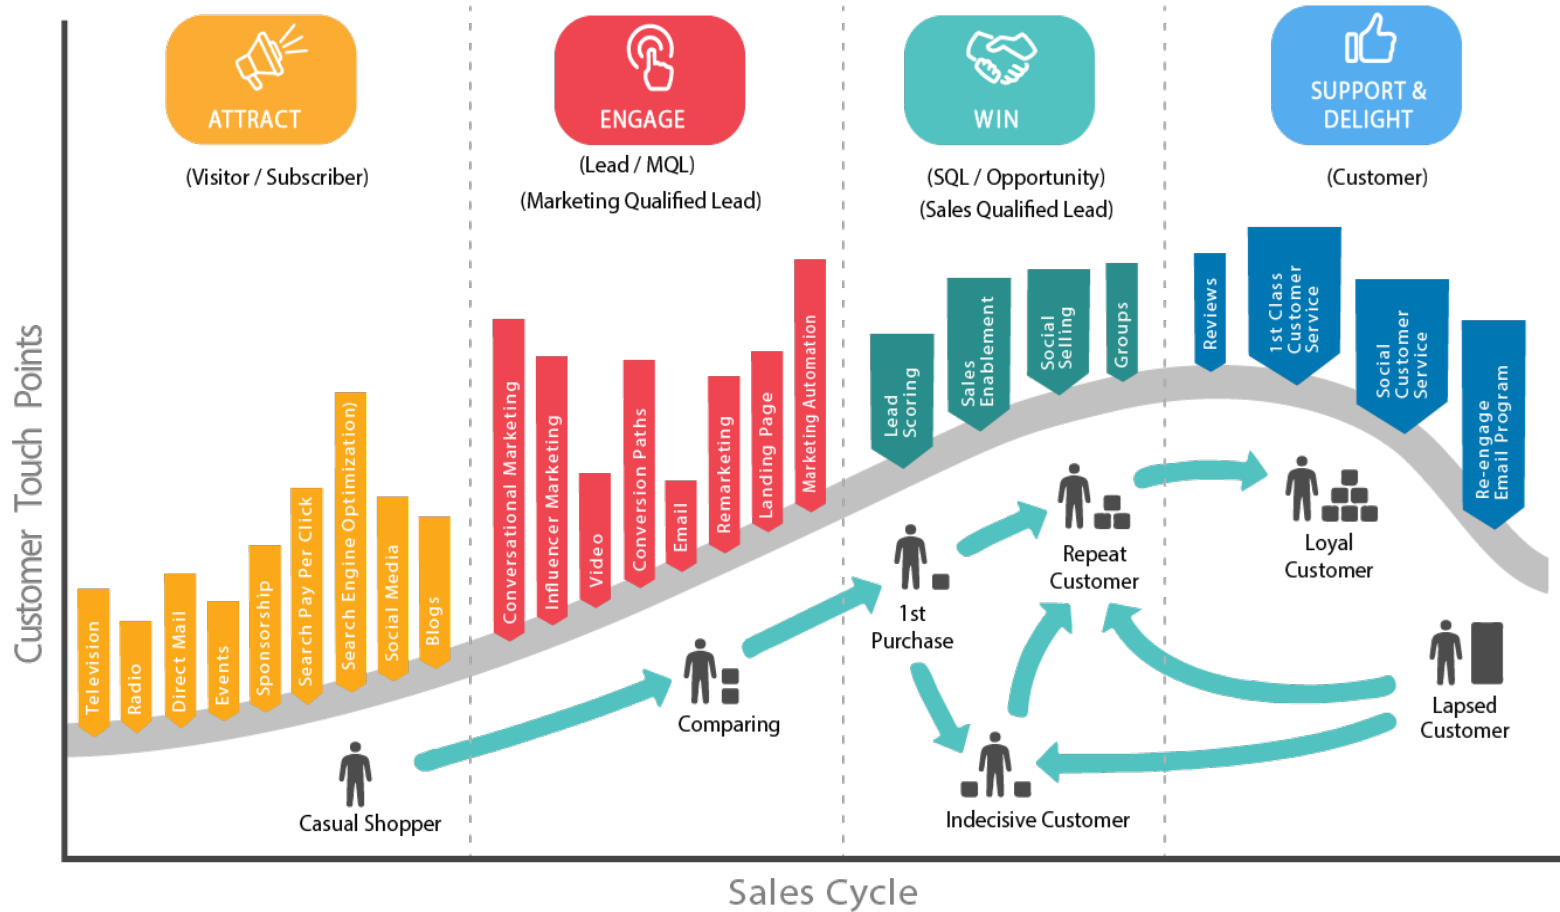 ATTRACT
(Visitor / Subscriber)
ENGAGE
(Lead / MQL)
(Marketing Qualified Lead)
WIN
(SQL / Opportunity)
(Sales Qualified Lead)
SUPPORT &
DELIGHT
(Customer)
Customer Touch Points
Television
Radio
Direct Mail
Events
Sponsorship
Search Pay Per Click
Search Engine Optimization)
Social Media
Blogs
Conversational Marketing
Influencer Marketing
Video
Conversion Paths
Email
Remarketing
Landing Page
Marketing Automation
Lead
Scoring
Sales
Enablement
Social
Selling
Groups
Reviews
1st Class
Customer
Service
Social
Customer
Service
Re-engage
Email Program
Casual Shopper
Comparing
1st
Purchase
Repeat
Customer
Loyal
Customer
Indecisive Customer
Lapsed
Customer
Sales Cycle